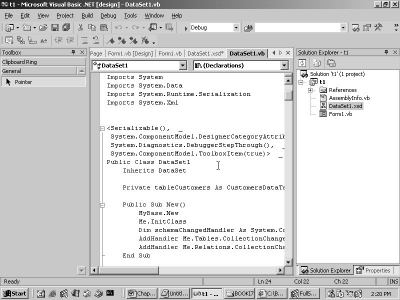 t1 - Microsoft Visual Basic .NET [design] - DataSet1.vb
File Edit View Project Build Debug Tools Window Help
Debug
Toolbox
Clipboard Ring
General
Pointer
Page Form1.vb [Design] Form1.vb DataSet1.xsd* DataSet1.vb
DataSet1
(Declarations)
Imports System
Imports System.Data
Imports System.Runtime.Serialization
Imports System.Xml
<Serializable(), _
System.ComponentModel.DesignerCategoryAttrib
System.Diagnostics.DebuggerStepThrough(), _
System.ComponentModel.ToolboxItem(true)> _
Public Class DataSet1
Inherits DataSet
Private tableCustomers As CustomersDataTa
Public Sub New()
MyBase.New
Me.InitClass
Dim schemaChangedHandler As System.Co
AddHandler Me.Tables.CollectionChange
AddHandler Me.Relations.CollectionCha
End Sub
Solution Explorer - t1
Solution 't1' (1 project)
t1
References
AssemblyInfo.vb
DataSet1.xsd
Form1.vb
Solution Explorer Properties
Ready Ln 24 Col 22 Ch 22 INS
Start Chap... Untitl... t1 - ... iBOOK17 C:\B... FullS... 2:20 PM